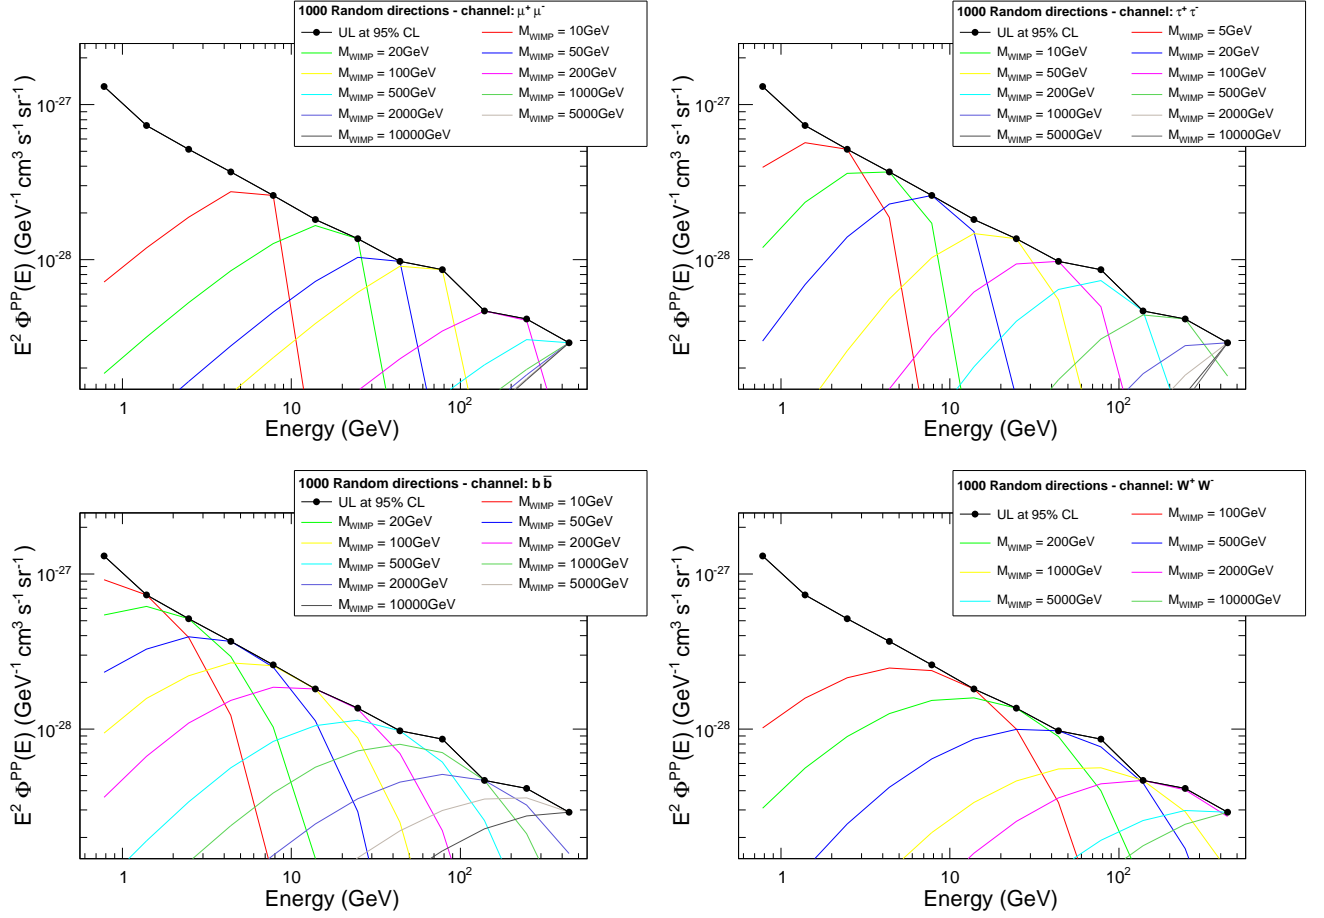 1000 Random directions - channel: μ⁺ μ⁻
UL at 95% CL
M_WIMP = 10GeV
M_WIMP = 20GeV
M_WIMP = 50GeV
M_WIMP = 100GeV
M_WIMP = 200GeV
M_WIMP = 500GeV
M_WIMP = 1000GeV
M_WIMP = 2000GeV
M_WIMP = 5000GeV
M_WIMP = 10000GeV
E² Φᴾᴾ(E) (GeV⁻¹ cm³ s⁻¹ sr⁻¹ )
10⁻²⁷
10⁻²⁸
1 10 10²
Energy (GeV)
1000 Random directions - channel: τ⁺ τ⁻
UL at 95% CL
M_WIMP = 5GeV
M_WIMP = 10GeV
M_WIMP = 20GeV
M_WIMP = 50GeV
M_WIMP = 100GeV
M_WIMP = 200GeV
M_WIMP = 500GeV
M_WIMP = 1000GeV
M_WIMP = 2000GeV
M_WIMP = 5000GeV
M_WIMP = 10000GeV
E² Φᴾᴾ(E) (GeV⁻¹ cm³ s⁻¹ sr⁻¹ )
10⁻²⁷
10⁻²⁸
1 10 10²
Energy (GeV)
1000 Random directions - channel: b b̅
UL at 95% CL
M_WIMP = 10GeV
M_WIMP = 20GeV
M_WIMP = 50GeV
M_WIMP = 100GeV
M_WIMP = 200GeV
M_WIMP = 500GeV
M_WIMP = 1000GeV
M_WIMP = 2000GeV
M_WIMP = 5000GeV
M_WIMP = 10000GeV
E² Φᴾᴾ(E) (GeV⁻¹ cm³ s⁻¹ sr⁻¹ )
10⁻²⁷
10⁻²⁸
1 10 10²
Energy (GeV)
1000 Random directions - channel: W⁺ W⁻
UL at 95% CL
M_WIMP = 100GeV
M_WIMP = 200GeV
M_WIMP = 500GeV
M_WIMP = 1000GeV
M_WIMP = 2000GeV
M_WIMP = 5000GeV
M_WIMP = 10000GeV
E² Φᴾᴾ(E) (GeV⁻¹ cm³ s⁻¹ sr⁻¹ )
10⁻²⁷
10⁻²⁸
1 10 10²
Energy (GeV)